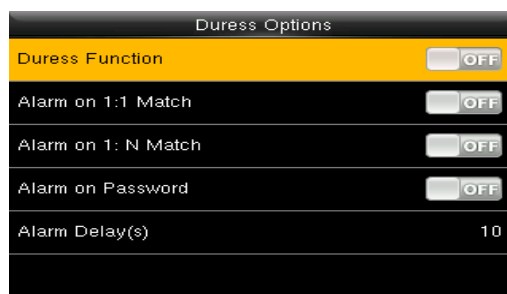 Duress Options
Duress Function OFF
Alarm on 1:1 Match OFF
Alarm on 1: N Match OFF
Alarm on Password OFF
Alarm Delay(s) 10